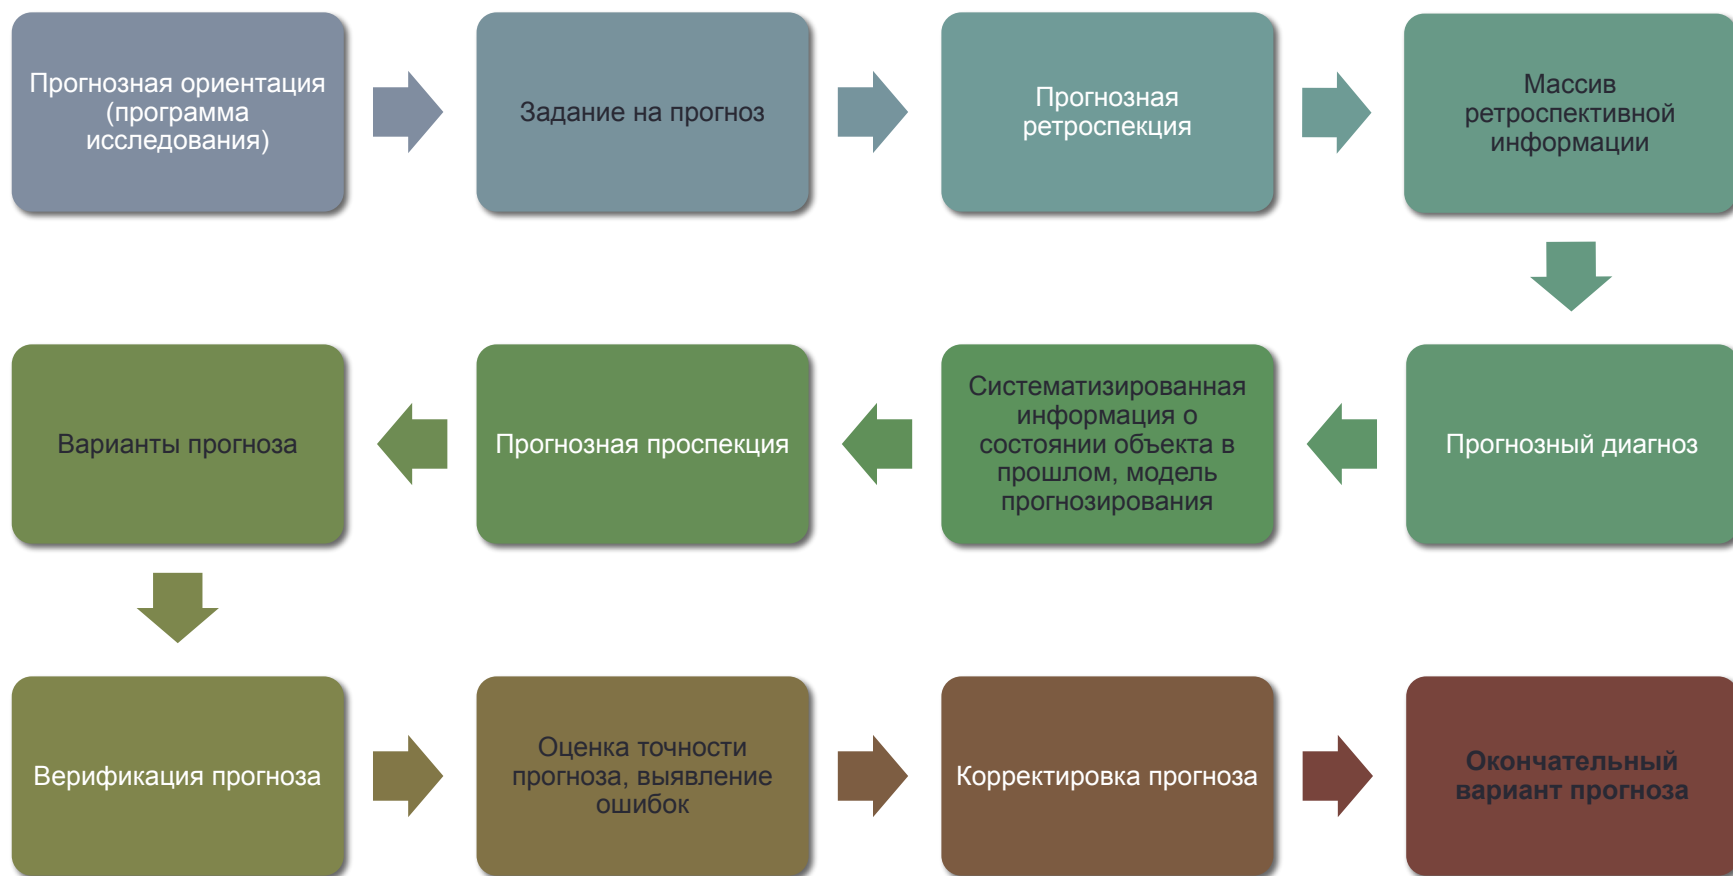 Прогнозная ориентация
(программа
исследования)
Задание на прогноз
Прогнозная
ретроспекция
Массив
ретроспективной
информации
Прогнозный диагноз
Систематизированная
информация о
состоянии объекта в
прошлом, модель
прогнозирования
Прогнозная проспекция
Варианты прогноза
Верификация прогноза
Оценка точности
прогноза, выявление
ошибок
Корректировка прогноза
Окончательный
вариант прогноза